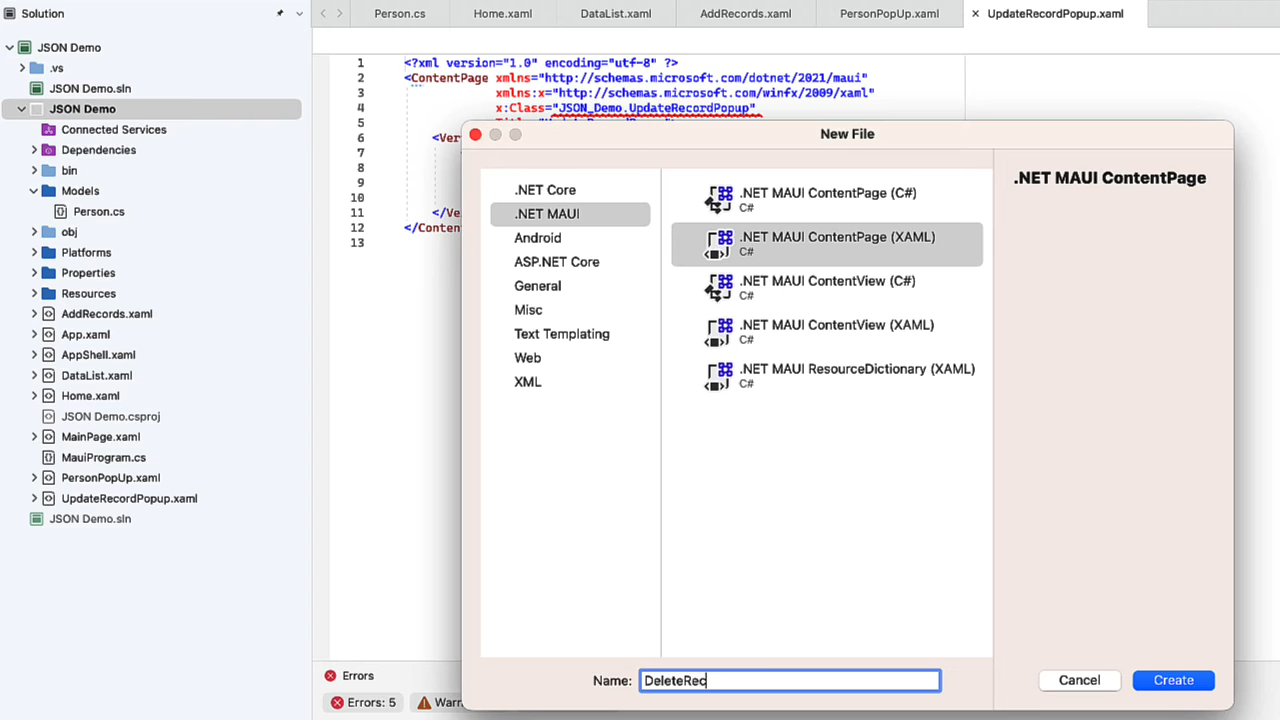 Solution
JSON Demo
.vs
JSON Demo.sln
JSON Demo
Connected Services
Dependencies
bin
Models
Person.cs
obj
Platforms
Properties
Resources
AddRecords.xaml
App.xaml
AppShell.xaml
DataList.xaml
Home.xaml
JSON Demo.csproj
MainPage.xaml
MauiProgram.cs
PersonPopUp.xaml
UpdateRecordPopup.xaml
JSON Demo.sln
Person.cs Home.xaml DataList.xaml AddRecords.xaml PersonPopUp.xaml UpdateRecordPopup.xaml
1 <?xml version="1.0" encoding="utf-8" ?>
2 <ContentPage xmlns="http://schemas.microsoft.com/dotnet/2021/maui"
3 xmlns:x="http://schemas.microsoft.com/winfx/2009/xaml"
4 x:Class="JSON_Demo.UpdateRecordPopup"
5
6 <Ver
7
8
9
10
11 </Ve
12 </Conten
13
New File
.NET Core
.NET MAUI
Android
ASP.NET Core
General
Misc
Text Templating
Web
XML
.NET MAUI ContentPage (C#)
C#
.NET MAUI ContentPage (XAML)
C#
.NET MAUI ContentView (C#)
C#
.NET MAUI ContentView (XAML)
C#
.NET MAUI ResourceDictionary (XAML)
C#
.NET MAUI ContentPage
Name: DeleteRec
Cancel Create
Errors
Errors: 5 Warn